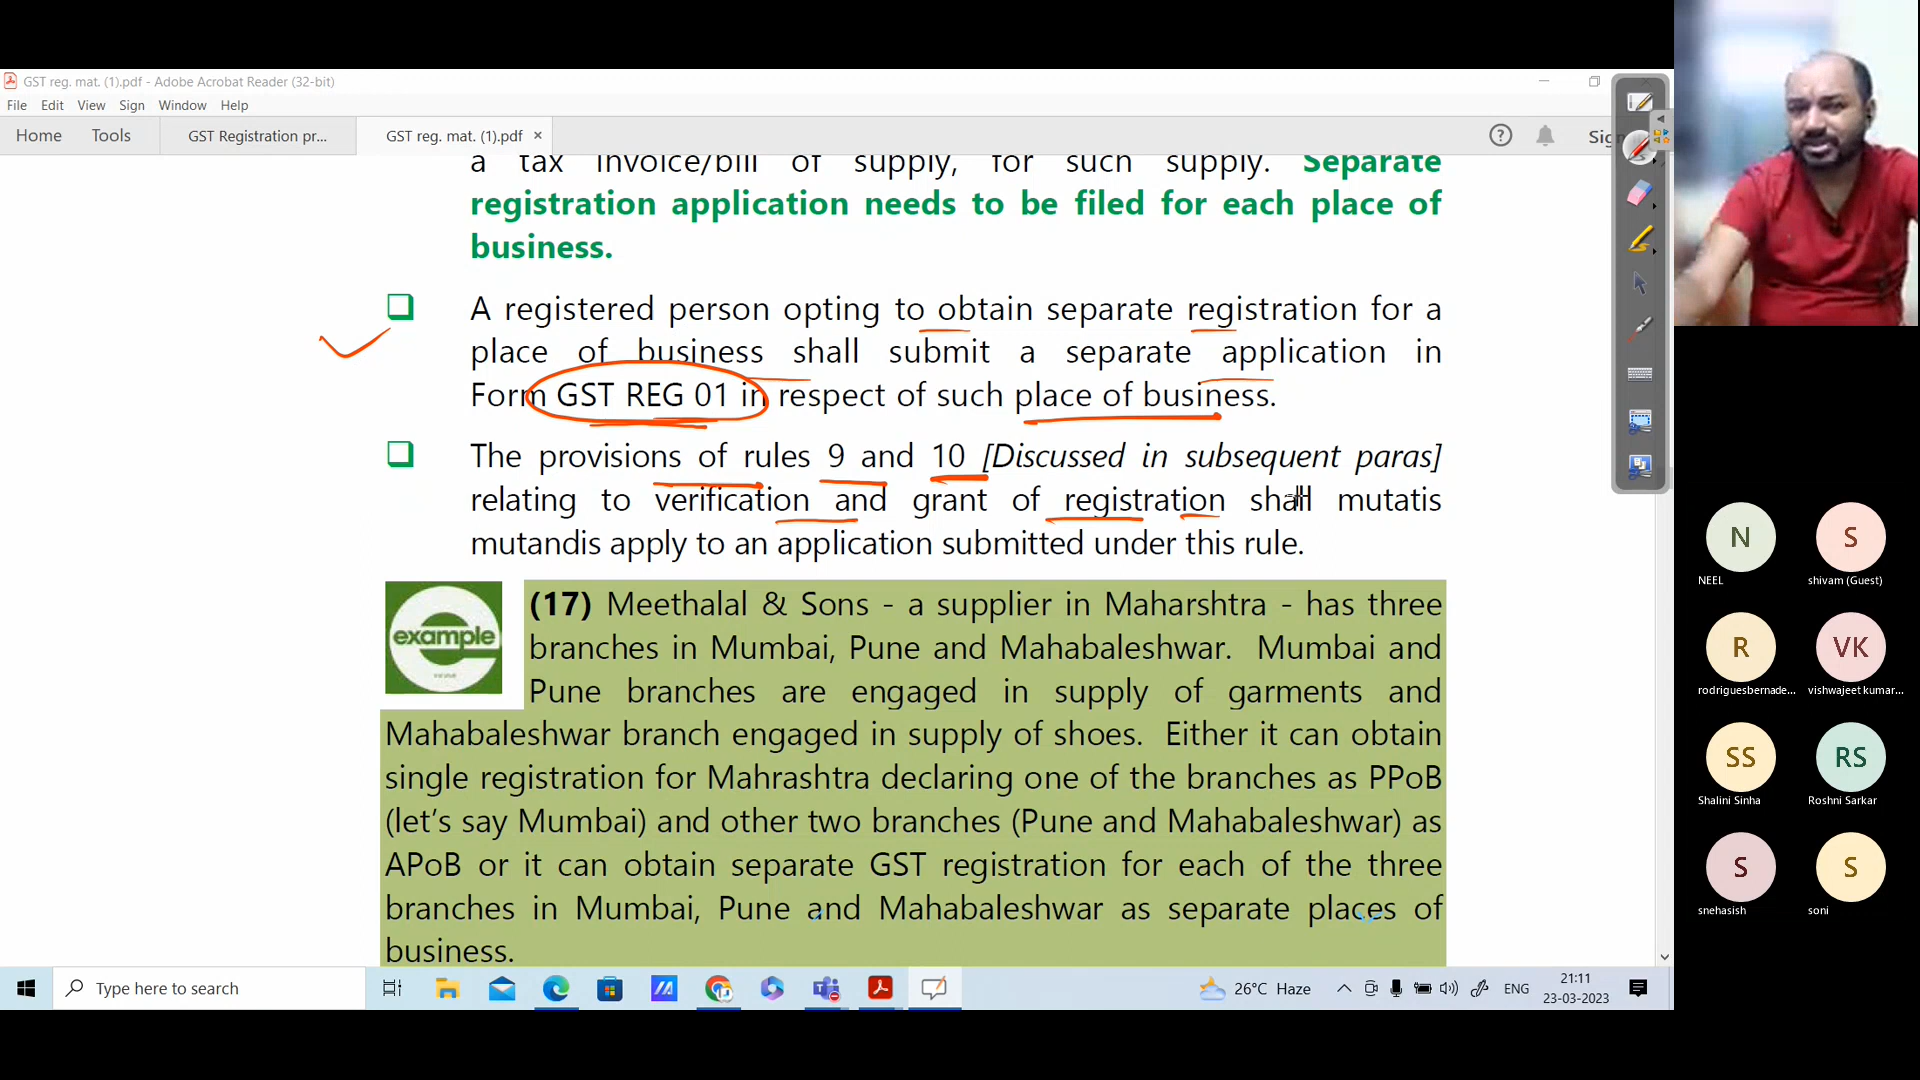 GST reg. mat. (1).pdf - Adobe Acrobat Reader (32-bit)
File Edit View Sign Window Help
Home Tools GST Registration pr... GST reg. mat. (1).pdf × ? Sig
a tax invoice/bill of supply, for such supply. Separate
registration application needs to be filed for each place of
business.
A registered person opting to obtain separate registration for a
place of business shall submit a separate application in
Form GST REG 01 in respect of such place of business.
The provisions of rules 9 and 10 [Discussed in subsequent paras]
relating to verification and grant of registration shall mutatis
mutandis apply to an application submitted under this rule.
example
(17) Meethalal & Sons - a supplier in Maharshtra - has three
branches in Mumbai, Pune and Mahabaleshwar. Mumbai and
Pune branches are engaged in supply of garments and
Mahabaleshwar branch engaged in supply of shoes. Either it can obtain
single registration for Mahrashtra declaring one of the branches as PPoB
(let’s say Mumbai) and other two branches (Pune and Mahabaleshwar) as
APoB or it can obtain separate GST registration for each of the three
branches in Mumbai, Pune and Mahabaleshwar as separate places of
business.
N S
NEEL shivam (Guest)
R VK
rodriguesbernade... vishwajeet kumar...
SS RS
Shalini Sinha Roshni Sarkar
S S
snehasish soni
Type here to search 26°C Haze ENG 21:11
23-03-2023